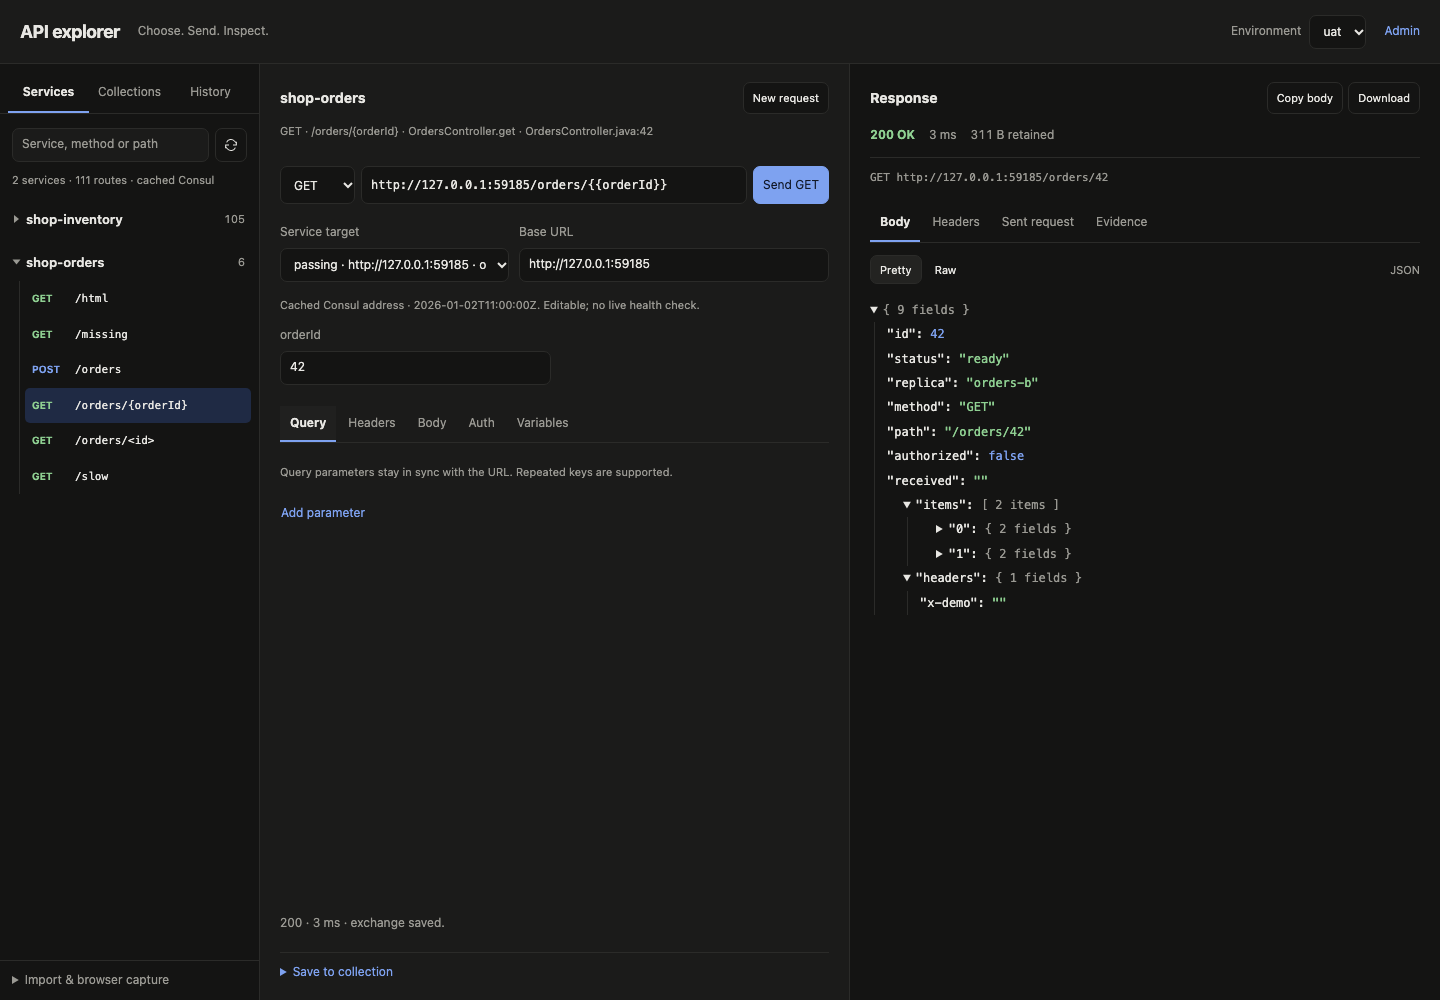 API explorer
Choose. Send. Inspect.
Environment
uat
Admin
Services
Collections
History
Service, method or path
2 services · 111 routes · cached Consul
shop-inventory
105
shop-orders
6
GET /html
GET /missing
POST /orders
GET /orders/{orderId}
GET /orders/<id>
GET /slow
Import & browser capture
shop-orders
New request
GET · /orders/{orderId} · OrdersController.get · OrdersController.java:42
GET
http://127.0.0.1:59185/orders/{{orderId}}
Send GET
Service target
Base URL
passing · http://127.0.0.1:59185 · o
http://127.0.0.1:59185
Cached Consul address · 2026-01-02T11:00:00Z. Editable; no live health check.
orderId
42
Query
Headers
Body
Auth
Variables
Query parameters stay in sync with the URL. Repeated keys are supported.
Add parameter
200 · 3 ms · exchange saved.
Save to collection
Response
Copy body
Download
200 OK
3 ms
311 B retained
GET http://127.0.0.1:59185/orders/42
Body
Headers
Sent request
Evidence
Pretty
Raw
JSON
{ 9 fields }
"id": 42
"status": "ready"
"replica": "orders-b"
"method": "GET"
"path": "/orders/42"
"authorized": false
"received": ""
"items": [ 2 items ]
"0": { 2 fields }
"1": { 2 fields }
"headers": { 1 fields }
"x-demo": ""